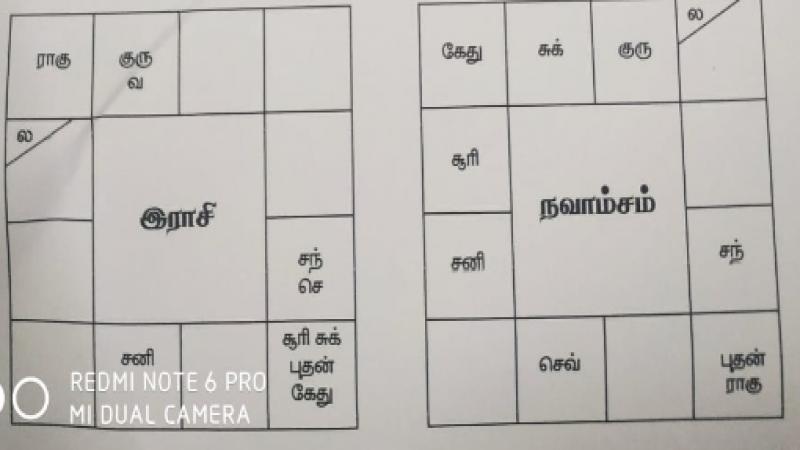 ராகு
குரு
வ
ல
இராசி
சந்
செ
சனி
சூரி சுக்
புதன்
கேது
கேது
சுக்
குரு
ல
சூரி
நவாம்சம்
சனி
சந்
செவ்
புதன்
ராகு
REDMI NOTE 6 PRO
MI DUAL CAMERA